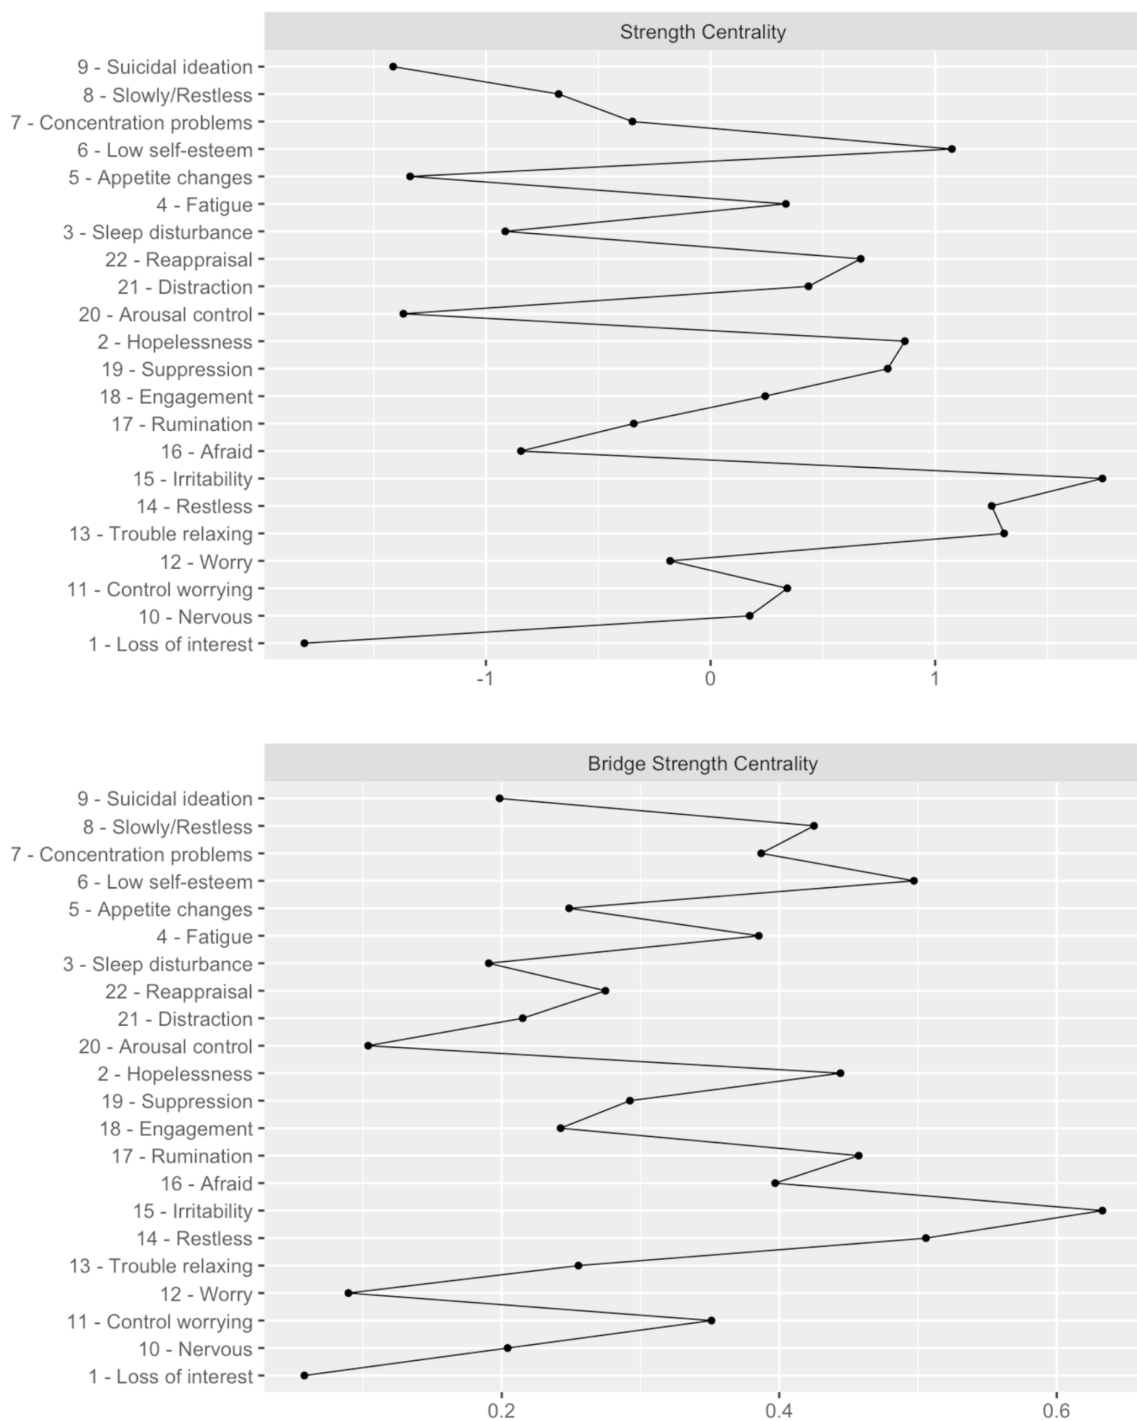 Strength Centrality
9 - Suicidal ideation
8 - Slowly/Restless
7 - Concentration problems
6 - Low self-esteem
5 - Appetite changes
4 - Fatigue
3 - Sleep disturbance
22 - Reappraisal
21 - Distraction
20 - Arousal control
2 - Hopelessness
19 - Suppression
18 - Engagement
17 - Rumination
16 - Afraid
15 - Irritability
14 - Restless
13 - Trouble relaxing
12 - Worry
11 - Control worrying
10 - Nervous
1 - Loss of interest
-1 0 1
Bridge Strength Centrality
9 - Suicidal ideation
8 - Slowly/Restless
7 - Concentration problems
6 - Low self-esteem
5 - Appetite changes
4 - Fatigue
3 - Sleep disturbance
22 - Reappraisal
21 - Distraction
20 - Arousal control
2 - Hopelessness
19 - Suppression
18 - Engagement
17 - Rumination
16 - Afraid
15 - Irritability
14 - Restless
13 - Trouble relaxing
12 - Worry
11 - Control worrying
10 - Nervous
1 - Loss of interest
0.2 0.4 0.6